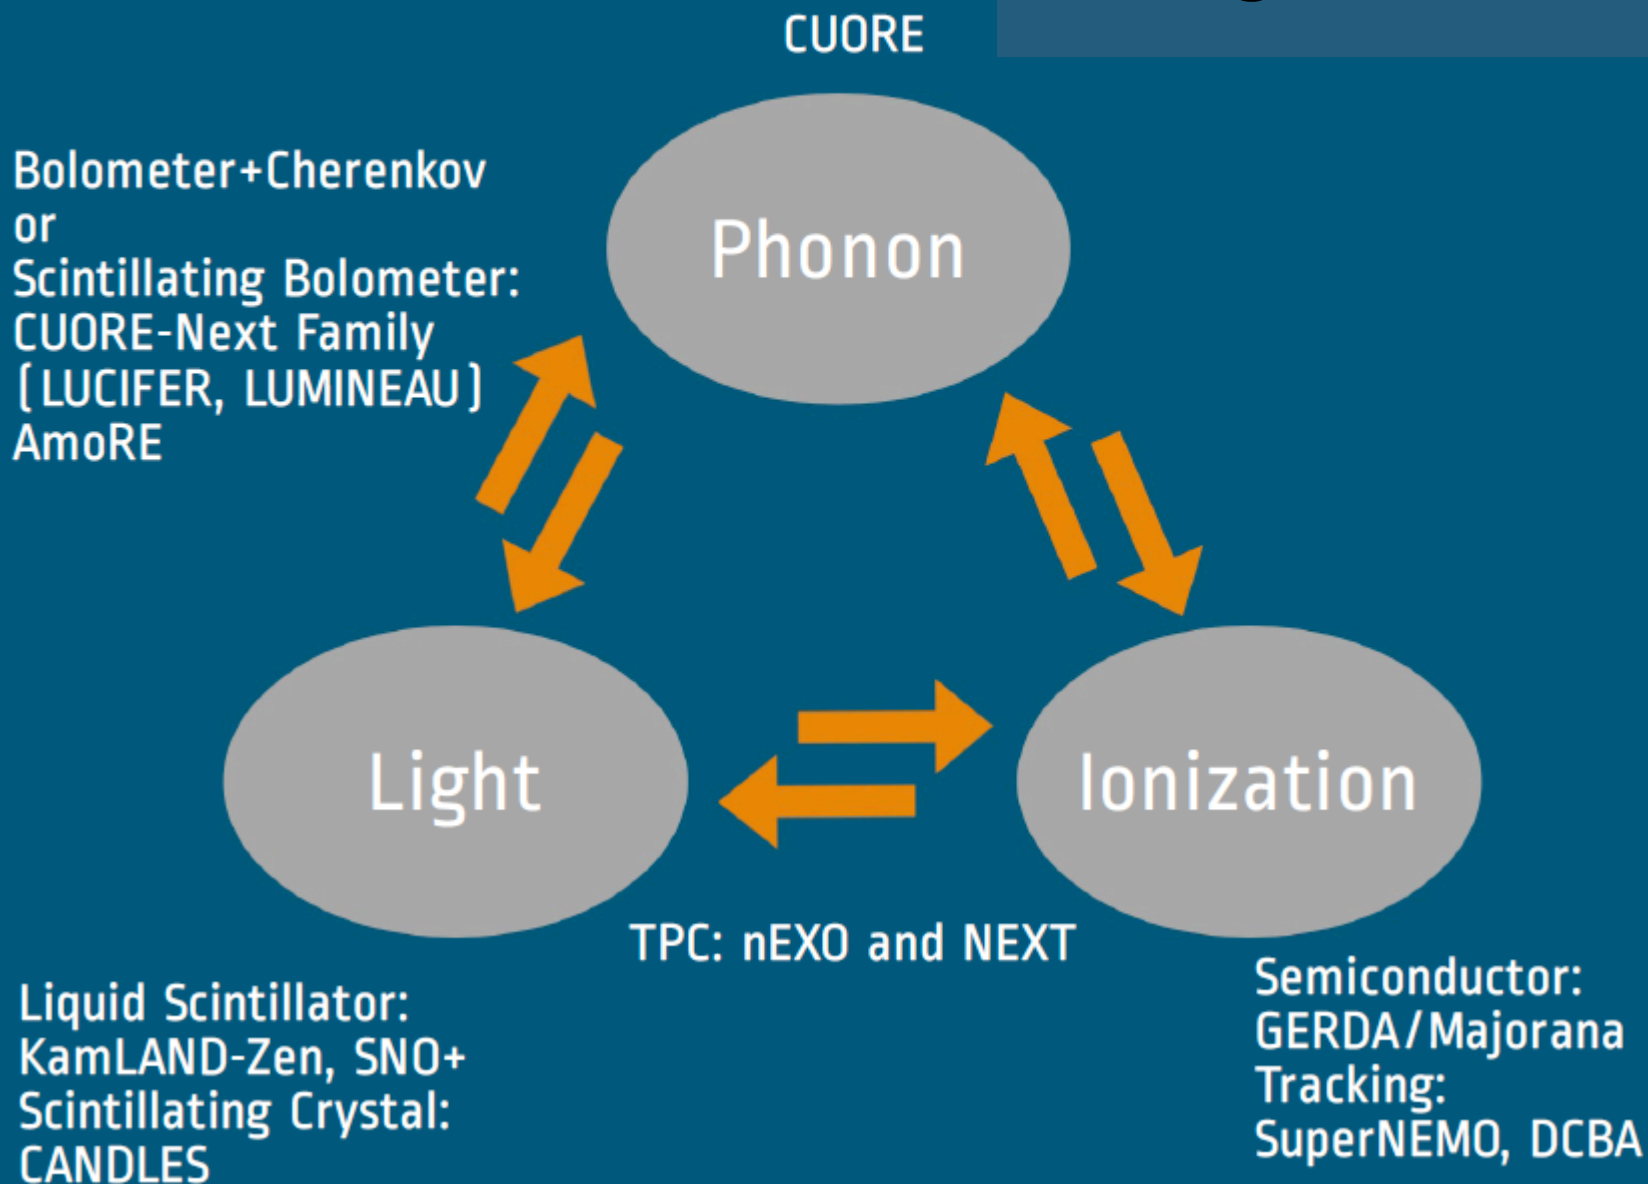 CUORE
Bolometer+Cherenkov
or
Scintillating Bolometer:
CUORE-Next Family
(LUCIFER, LUMINEAU)
AmoRE
Phonon
Light
Ionization
TPC: nEXO and NEXT
Liquid Scintillator:
KamLAND-Zen, SNO+
Scintillating Crystal:
CANDLES
Semiconductor:
GERDA/Majorana
Tracking:
SuperNEMO, DCBA